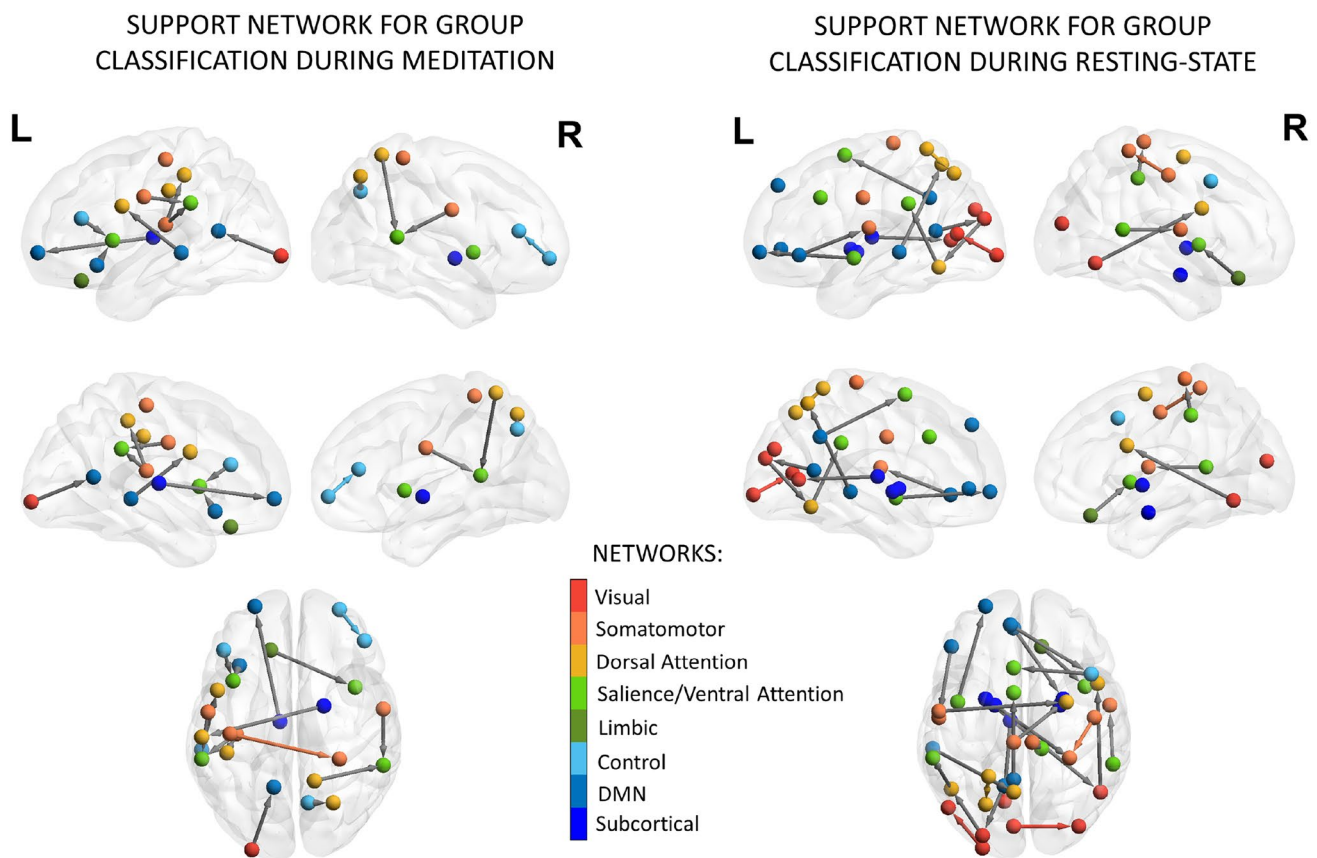 SUPPORT NETWORK FOR GROUP
CLASSIFICATION DURING MEDITATION
SUPPORT NETWORK FOR GROUP
CLASSIFICATION DURING RESTING-STATE
L
R
L
R
NETWORKS:
Visual
Somatomotor
Dorsal Attention
Salience/Ventral Attention
Limbic
Control
DMN
Subcortical